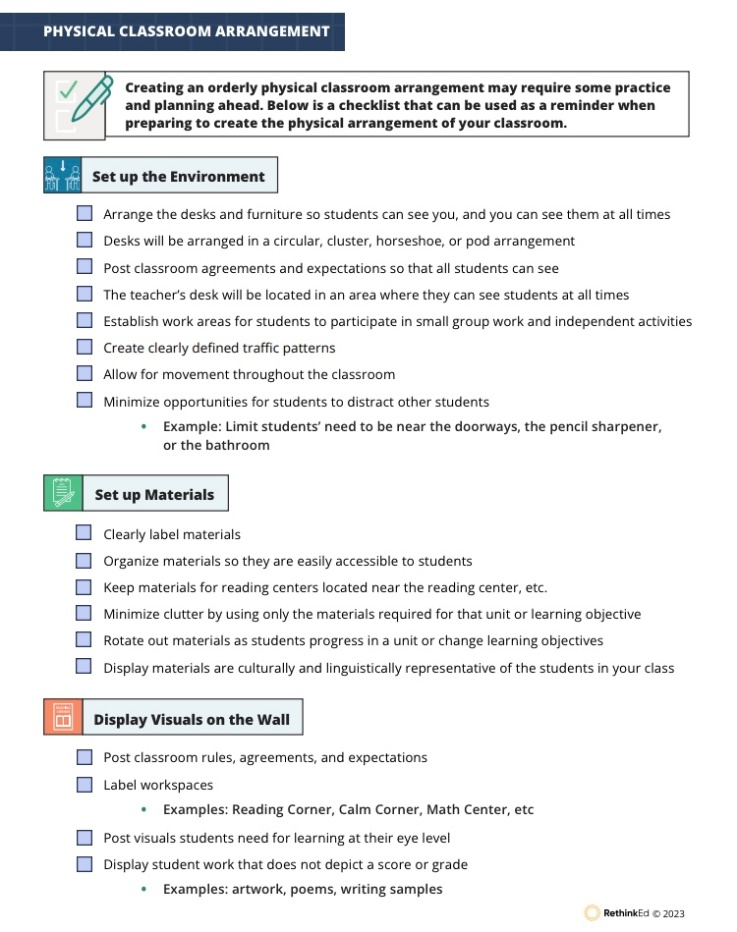 PHYSICAL CLASSROOM ARRANGEMENT
Creating an orderly physical classroom arrangement may require some practice
and planning ahead. Below is a checklist that can be used as a reminder when
preparing to create the physical arrangement of your classroom.
Set up the Environment
Arrange the desks and furniture so students can see you, and you can see them at all times
Desks will be arranged in a circular, cluster, horseshoe, or pod arrangement
Post classroom agreements and expectations so that all students can see
The teacher’s desk will be located in an area where they can see students at all times
Establish work areas for students to participate in small group work and independent activities
Create clearly defined traffic patterns
Allow for movement throughout the classroom
Minimize opportunities for students to distract other students
• Example: Limit students’ need to be near the doorways, the pencil sharpener,
or the bathroom
Set up Materials
Clearly label materials
Organize materials so they are easily accessible to students
Keep materials for reading centers located near the reading center, etc.
Minimize clutter by using only the materials required for that unit or learning objective
Rotate out materials as students progress in a unit or change learning objectives
Display materials are culturally and linguistically representative of the students in your class
Display Visuals on the Wall
Post classroom rules, agreements, and expectations
Label workspaces
• Examples: Reading Corner, Calm Corner, Math Center, etc
Post visuals students need for learning at their eye level
Display student work that does not depict a score or grade
• Examples: artwork, poems, writing samples
RethinkEd © 2023